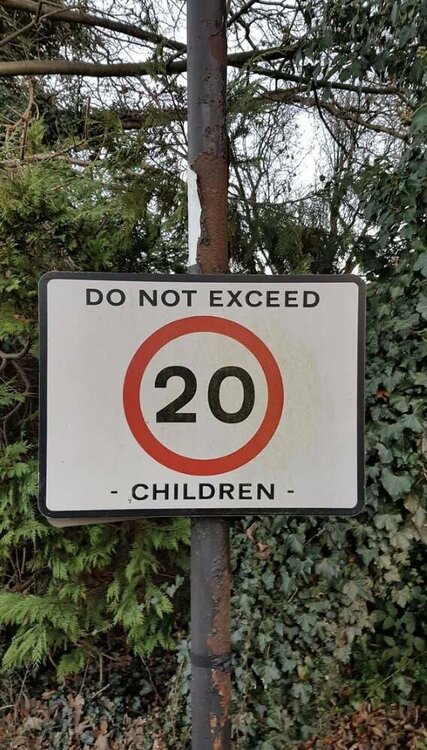 DO NOT EXCEED
20
- CHILDREN -